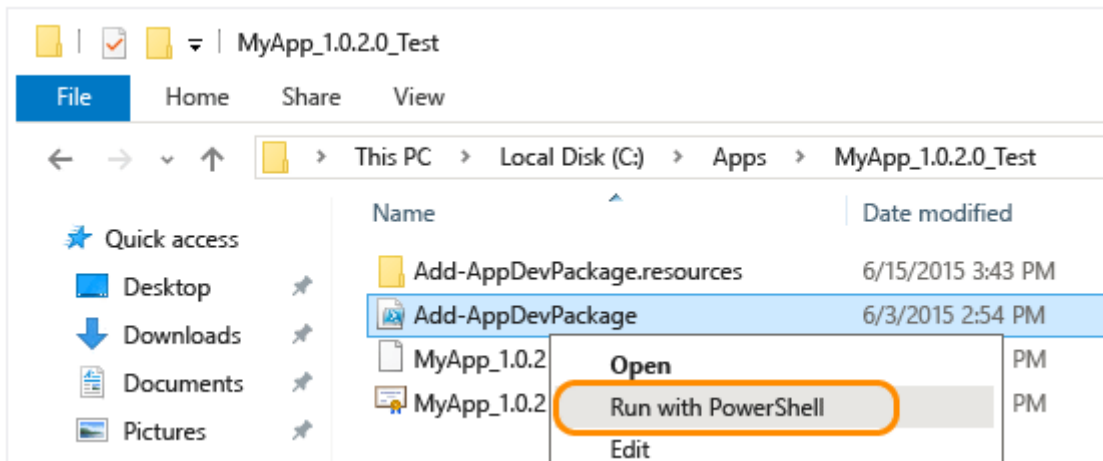 MyApp_1.0.2.0_Test
File Home Share View
This PC > Local Disk (C:) > Apps > MyApp_1.0.2.0_Test
Name Date modified
Quick access
Desktop
Downloads
Documents
Pictures
Add-AppDevPackage.resources 6/15/2015 3:43 PM
Add-AppDevPackage 6/3/2015 2:54 PM
MyApp_1.0.2 PM
MyApp_1.0.2 PM
Open
Run with PowerShell
Edit